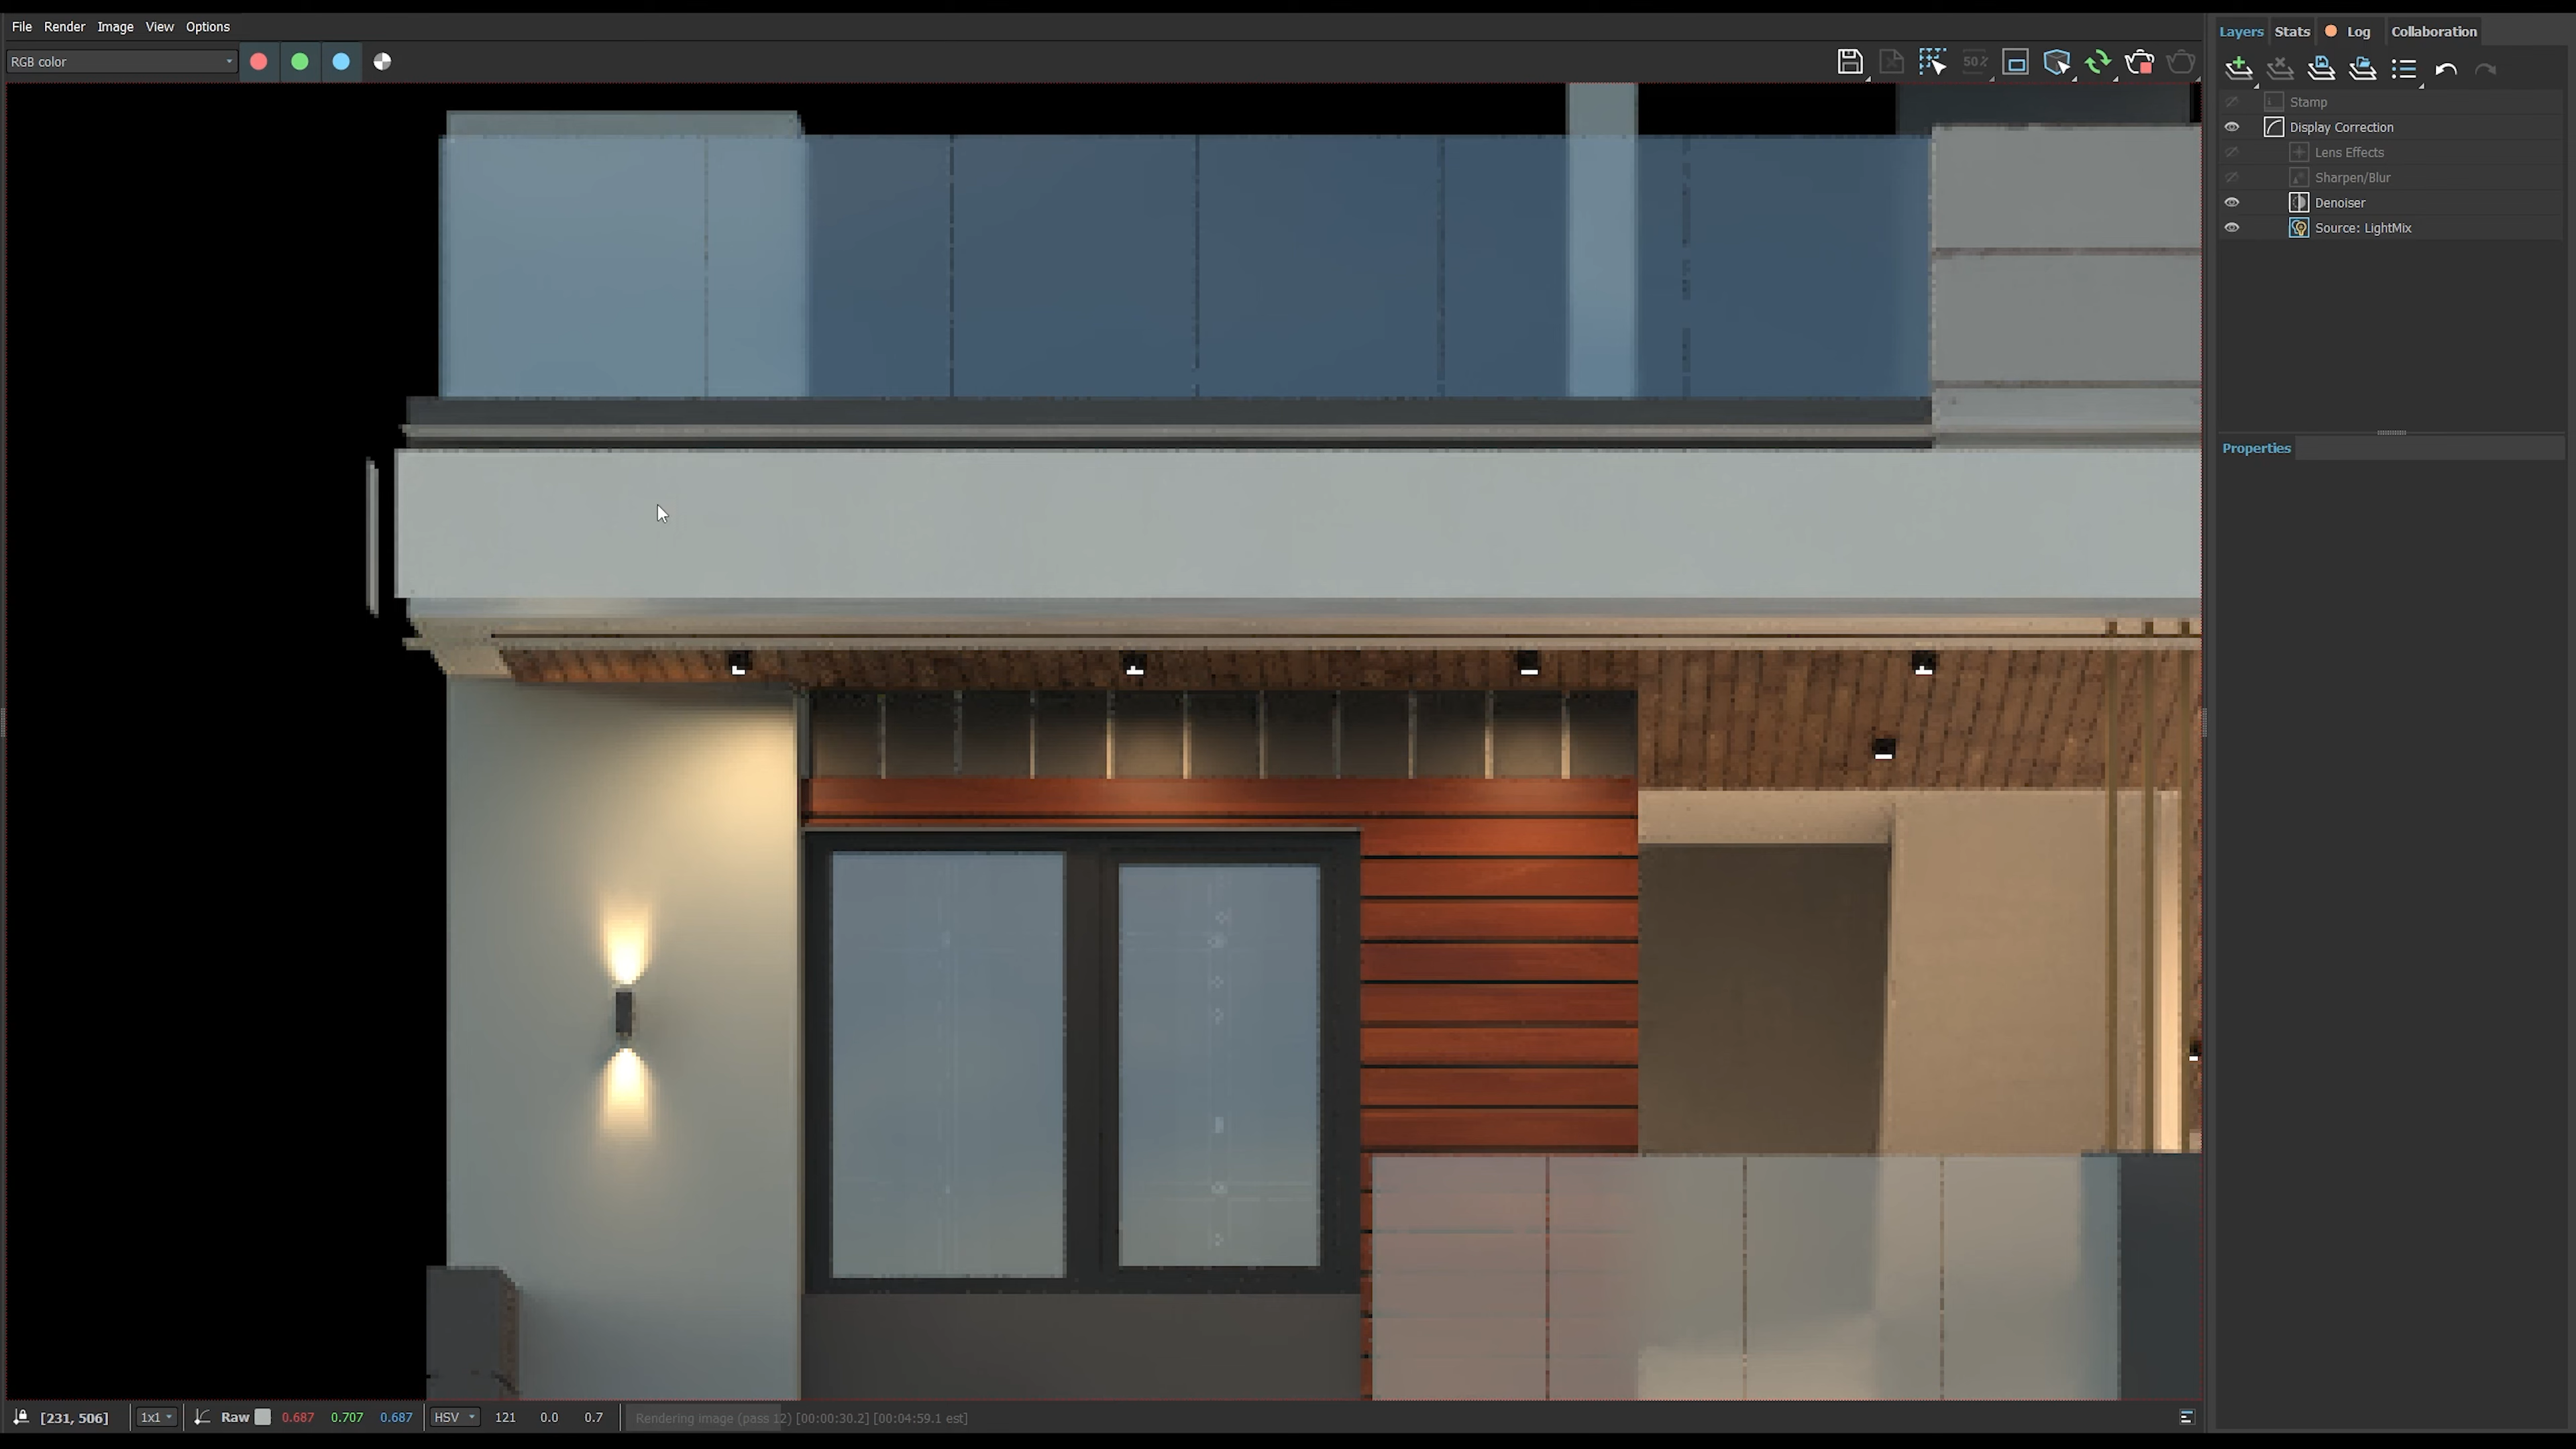 File Render Image View Options
RGB color
50%
Layers Stats Log Collaboration
Stamp
Display Correction
Lens Effects
Sharpen/Blur
Denoiser
Source: LightMix
Properties
[231, 506] 1x1 Raw 0.687 0.707 0.687 HSV 121 0.0 0.7 Rendering image (pass 12) [00:00:30.2] [00:04:59.1 est]